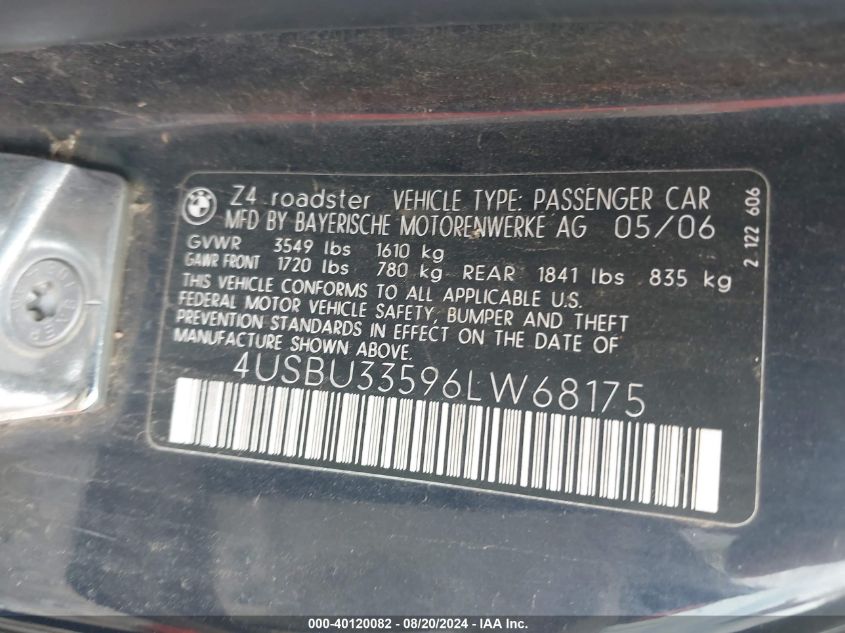 BMW
Z4 roadster VEHICLE TYPE: PASSENGER CAR
MFD BY BAYERISCHE MOTORENWERKE AG 05/06
GVWR 3549 lbs 1610 kg
GAWR FRONT 1720 lbs 780 kg REAR 1841 lbs 835 kg
THIS VEHICLE CONFORMS TO ALL APPLICABLE U.S.
FEDERAL MOTOR VEHICLE SAFETY, BUMPER AND THEFT
PREVENTION STANDARDS IN EFFECT ON THE DATE OF
MANUFACTURE SHOWN ABOVE.
4USBU33596LW68175
2 122 606
000-40120082 - 08/20/2024 - IAAI.com